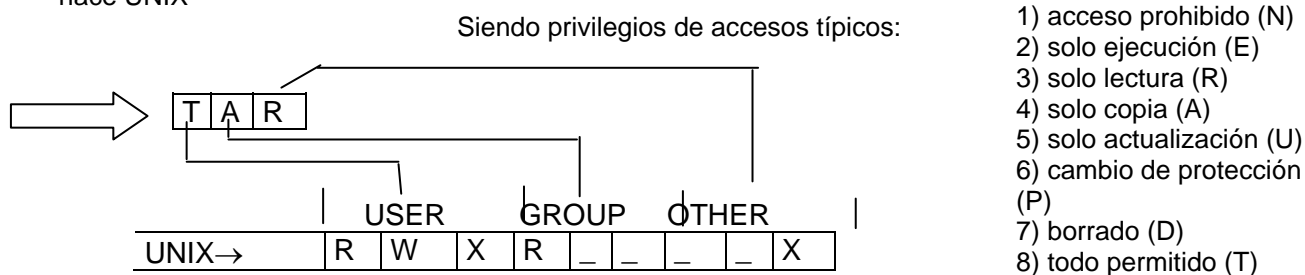 hace UNIX
Siendo privilegios de accesos típicos:
1) acceso prohibido (N)
2) solo ejecución (E)
3) solo lectura (R)
4) solo copia (A)
5) solo actualización (U)
6) cambio de protección
(P)
7) borrado (D)
8) todo permitido (T)
T A R
USER GROUP OTHER
UNIX→ R W X R _ _ _ _ X